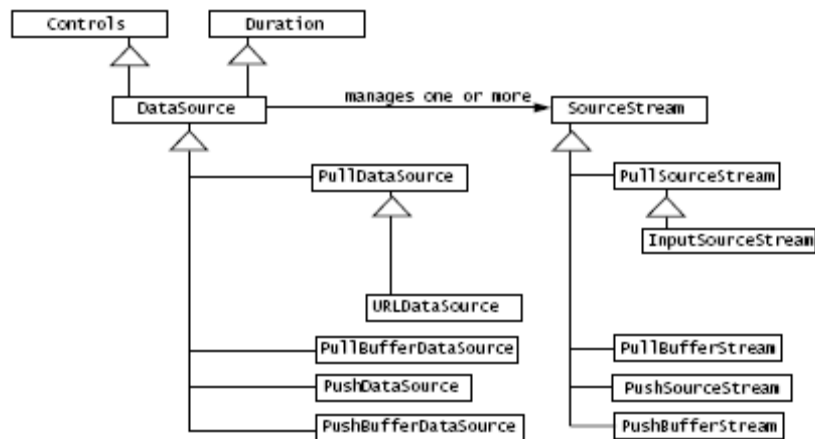 Controls
Duration
DataSource
manages one or more
SourceStream
PullDataSource
PullSourceStream
InputSourceStream
URLDataSource
PullBufferDataSource
PullBufferStream
PushDataSource
PushSourceStream
PushBufferDataSource
PushBufferStream